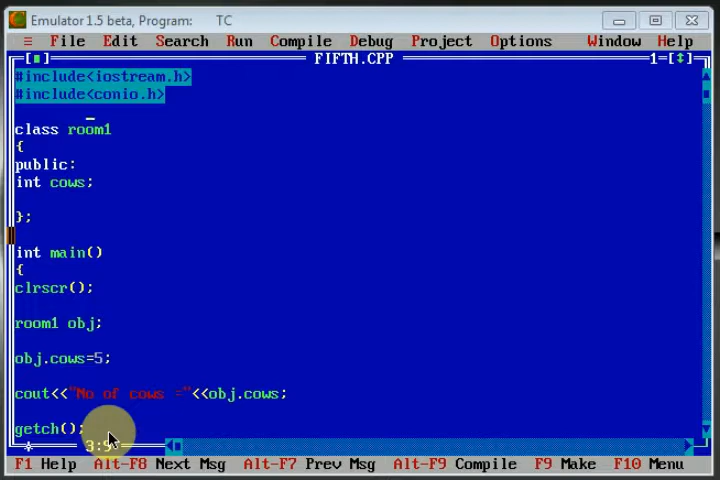 Emulator 1.5 beta, Program: TC
≡ File Edit Search Run Compile Debug Project Options Window Help
[■] FIFTH.CPP 1=[↕]
#include<iostream.h>
#include<conio.h>
class room1
{
public:
int cows;
};
int main()
{
clrscr();
room1 obj;
obj.cows=5;
cout<<"No of cows ="<<obj.cows;
getch();
F1 Help Alt-F8 Next Msg Alt-F7 Prev Msg Alt-F9 Compile F9 Make F10 Menu